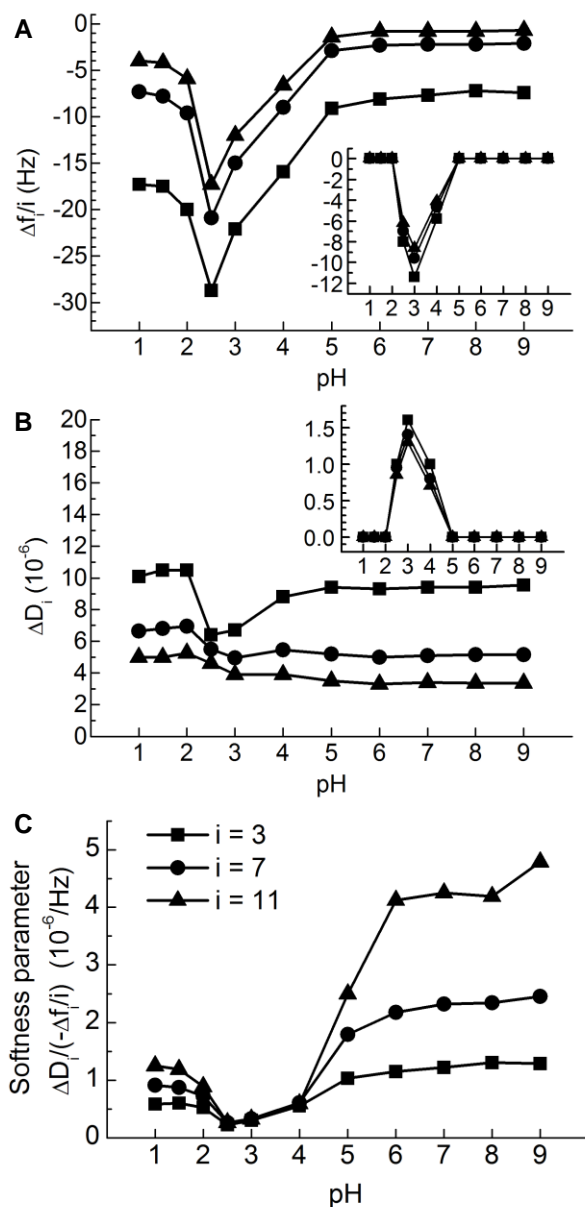 A
Δf_i/i (Hz)
0
-5
-10
-15
-20
-25
-30
1 2 3 4 5 6 7 8 9
pH
0
-2
-4
-6
-8
-10
-12
1 2 3 4 5 6 7 8 9
B
ΔD_i (10^-6)
20
18
16
14
12
10
8
6
4
2
0
1 2 3 4 5 6 7 8 9
pH
1.5
1.0
0.5
0.0
1 2 3 4 5 6 7 8 9
C
i = 3
i = 7
i = 11
Softness parameter
ΔD_i/(-Δf_i/i) (10^-6/Hz)
5
4
3
2
1
0
1 2 3 4 5 6 7 8 9
pH